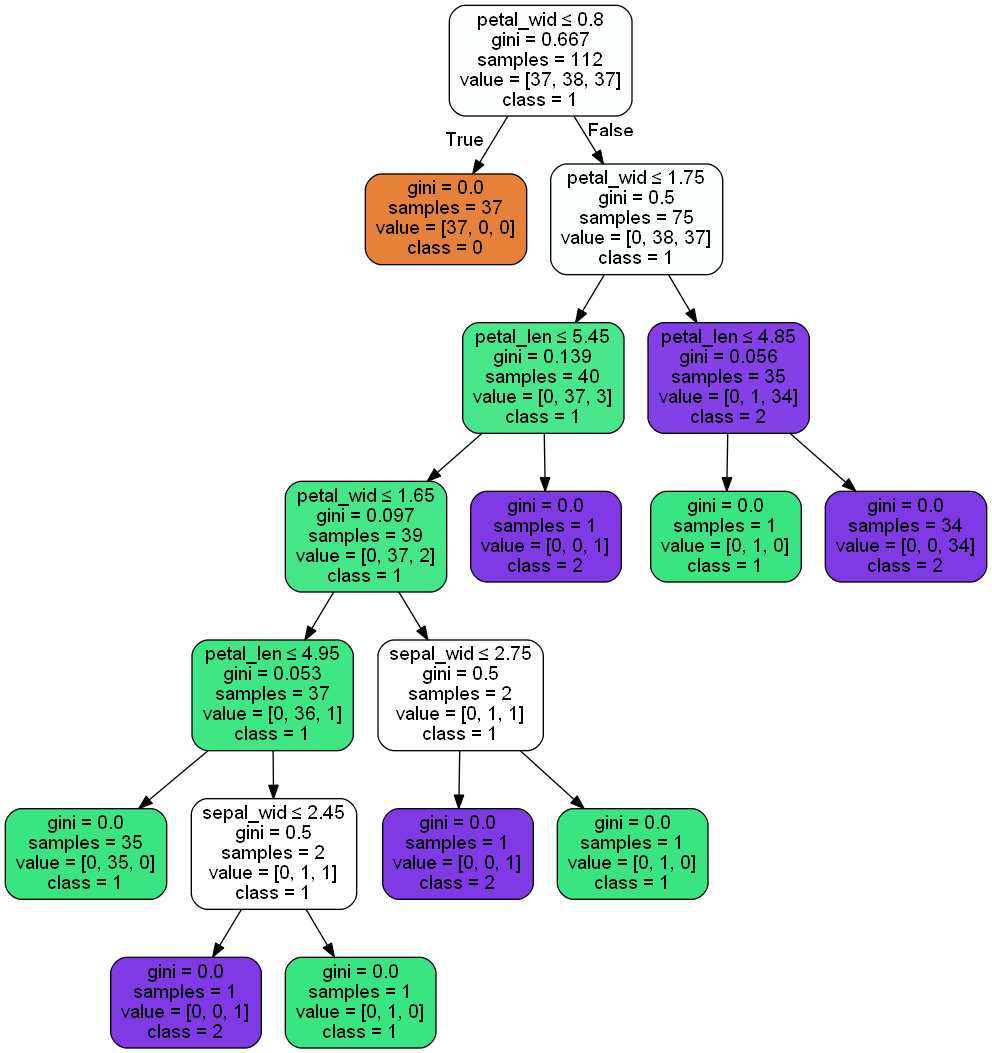 petal_wid ≤ 0.8
gini = 0.667
samples = 112
value = [37, 38, 37]
class = 1
True
False
gini = 0.0
samples = 37
value = [37, 0, 0]
class = 0
petal_wid ≤ 1.75
gini = 0.5
samples = 75
value = [0, 38, 37]
class = 1
petal_len ≤ 5.45
gini = 0.139
samples = 40
value = [0, 37, 3]
class = 1
petal_len ≤ 4.85
gini = 0.056
samples = 35
value = [0, 1, 34]
class = 2
petal_wid ≤ 1.65
gini = 0.097
samples = 39
value = [0, 37, 2]
class = 1
gini = 0.0
samples = 1
value = [0, 0, 1]
class = 2
gini = 0.0
samples = 1
value = [0, 1, 0]
class = 1
gini = 0.0
samples = 34
value = [0, 0, 34]
class = 2
petal_len ≤ 4.95
gini = 0.053
samples = 37
value = [0, 36, 1]
class = 1
sepal_wid ≤ 2.75
gini = 0.5
samples = 2
value = [0, 1, 1]
class = 1
gini = 0.0
samples = 35
value = [0, 35, 0]
class = 1
sepal_wid ≤ 2.45
gini = 0.5
samples = 2
value = [0, 1, 1]
class = 1
gini = 0.0
samples = 1
value = [0, 0, 1]
class = 2
gini = 0.0
samples = 1
value = [0, 1, 0]
class = 1
gini = 0.0
samples = 1
value = [0, 0, 1]
class = 2
gini = 0.0
samples = 1
value = [0, 1, 0]
class = 1